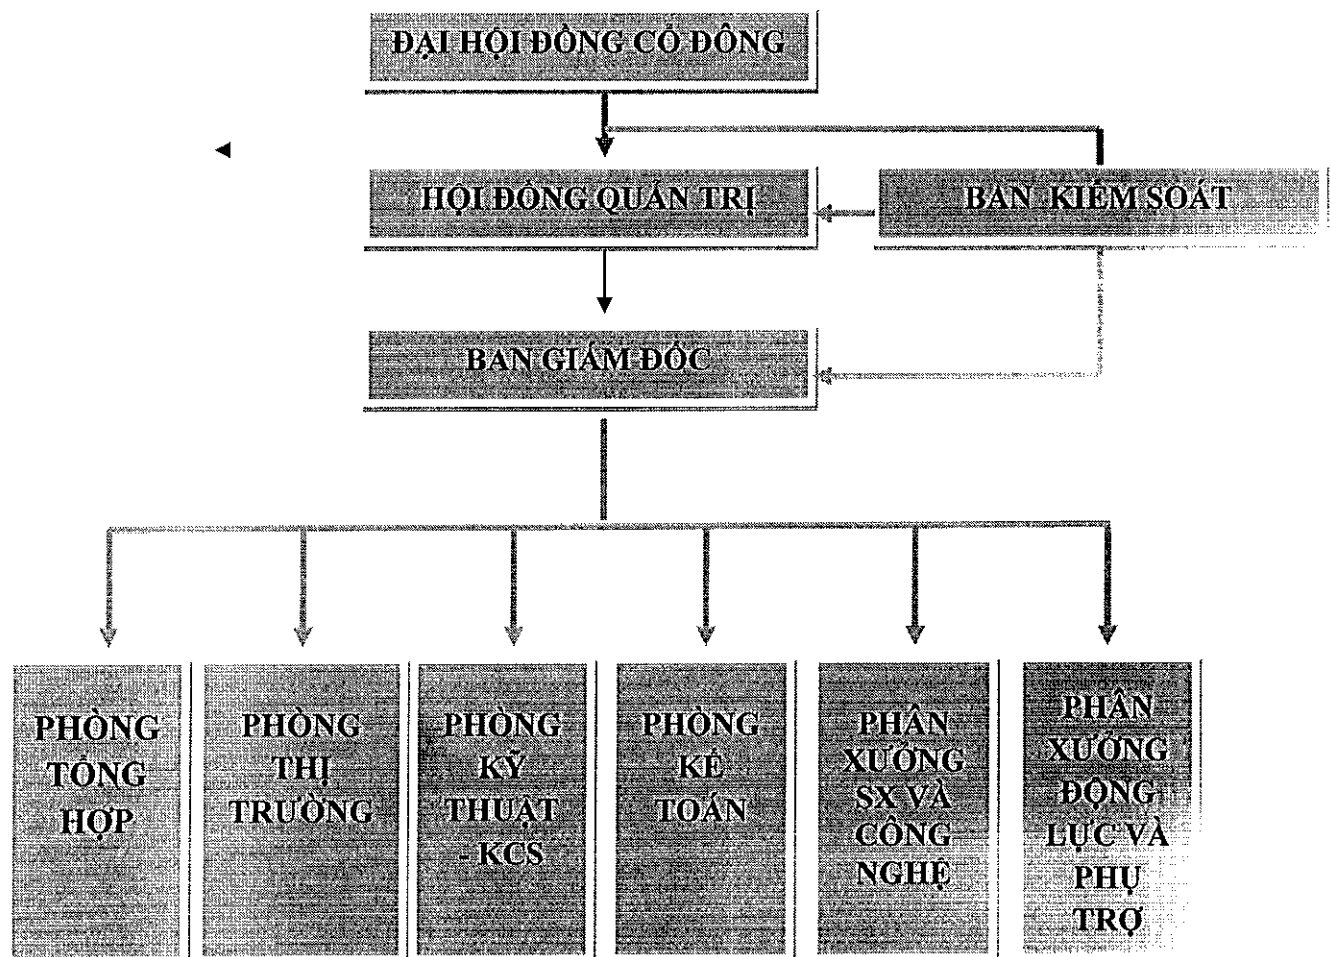 ĐẠI HỘI ĐỒNG CỔ ĐÔNG
HỘI ĐỒNG QUẢN TRỊ
BAN KIỂM SOÁT
BAN GIÁM ĐỐC
PHÒNG
TỔNG
HỢP
PHÒNG
THỊ
TRƯỜNG
PHÒNG
KỸ
THUẬT
- KCS
PHÒNG
KẾ
TOÁN
PHÂN
XƯỞNG
SX VÀ
CÔNG
NGHỆ
PHÂN
XƯỞNG
ĐỘNG
LỰC VÀ
PHỤ
TRỢ